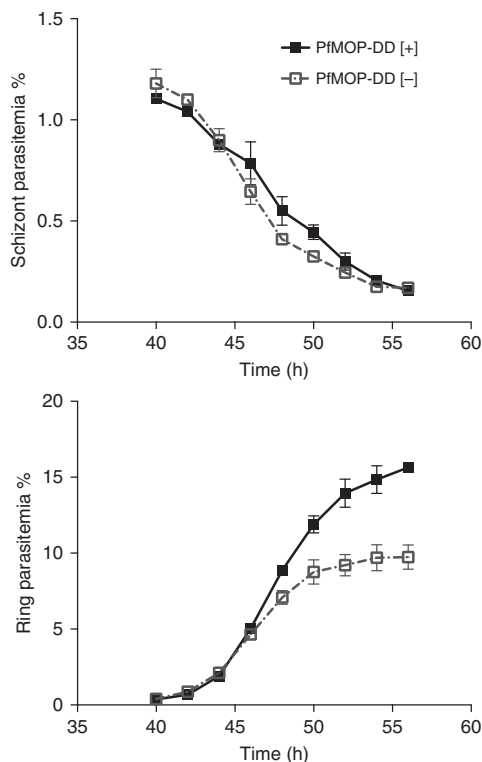 1.5
PfMOP-DD [+]
PfMOP-DD [–]
1.0
0.5
0.0
Schizont parasitemia %
35 40 45 50 55 60
Time (h)
20
15
10
5
0
Ring parasitemia %
35 40 45 50 55 60
Time (h)